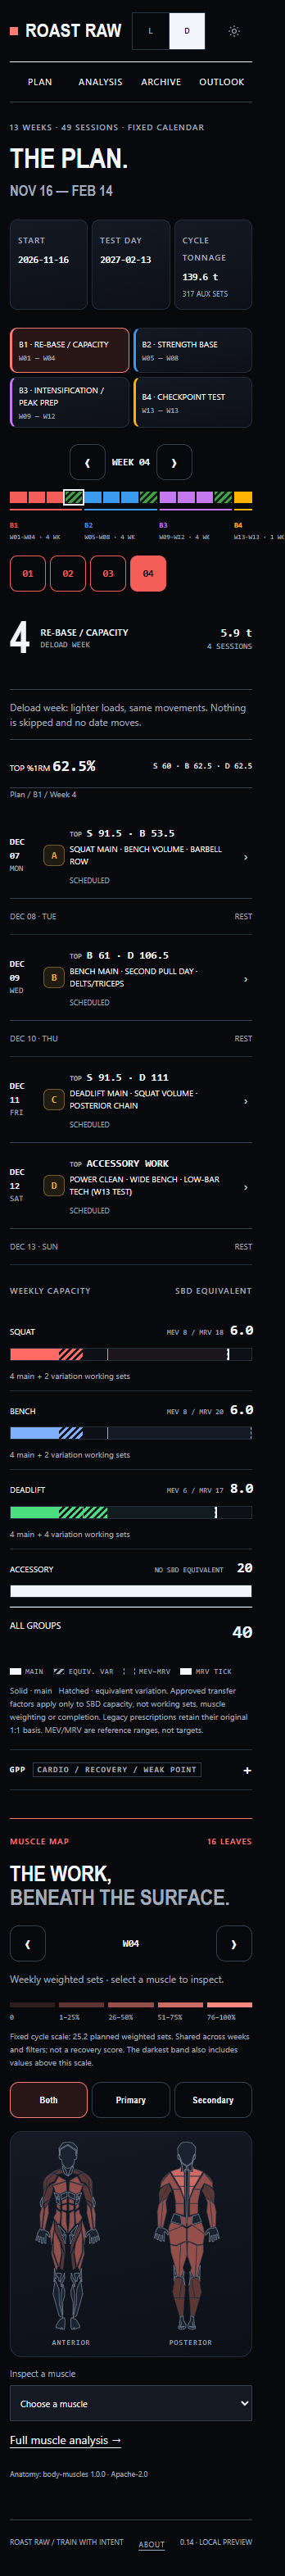 ROAST RAW L D
PLAN ANALYSIS ARCHIVE OUTLOOK
13 WEEKS · 49 SESSIONS · FIXED CALENDAR
THE PLAN.
NOV 16 — FEB 14
START
2026-11-16
TEST DAY
2027-02-13
CYCLE
TONNAGE
139.6 t
317 AUX SETS
B1 · RE-BASE / CAPACITY
W01 — W04
B2 · STRENGTH BASE
W05 — W08
B3 · INTENSIFICATION /
PEAK PREP
W09 — W12
B4 · CHECKPOINT TEST
W13 — W13
‹ WEEK 04 ›
B1 B2 B3 B4
W01—W04 · 4 WK W05—W08 · 4 WK W09—W12 · 4 WK W13—W13 · 1 WK
01 02 03 04
4 RE-BASE / CAPACITY 5.9 t
DELOAD WEEK 4 SESSIONS
Deload week: lighter loads, same movements. Nothing
is skipped and no date moves.
TOP %1RM 62.5% S 60 · B 62.5 · D 62.5
Plan / B1 / Week 4
DEC
07
MON
A
TOP S 91.5 · B 53.5
SQUAT MAIN · BENCH VOLUME · BARBELL
ROW
SCHEDULED
›
DEC 08 · TUE REST
DEC
09
WED
B
TOP B 61 · D 106.5
BENCH MAIN · SECOND PULL DAY ·
DELTS/TRICEPS
SCHEDULED
›
DEC 10 · THU REST
DEC
11
FRI
C
TOP S 91.5 · D 111
DEADLIFT MAIN · SQUAT VOLUME ·
POSTERIOR CHAIN
SCHEDULED
›
DEC
12
SAT
D
TOP ACCESSORY WORK
POWER CLEAN · WIDE BENCH · LOW-BAR
TECH (W13 TEST)
SCHEDULED
›
DEC 13 · SUN REST
WEEKLY CAPACITY SBD EQUIVALENT
SQUAT MEV 8 / MRV 18 6.0
4 main + 2 variation working sets
BENCH MEV 8 / MRV 20 6.0
4 main + 2 variation working sets
DEADLIFT MEV 6 / MRV 17 8.0
4 main + 4 variation working sets
ACCESSORY NO SBD EQUIVALENT 20
ALL GROUPS 40
MAIN EQUIV. VAR MEV—MRV MRV TICK
Solid · main Hatched · equivalent variation. Approved transfer
factors apply only to SBD capacity, not working sets, muscle
weighting or completion. Legacy prescriptions retain their original
1:1 basis. MEV/MRV are reference ranges, not targets.
GPP CARDIO / RECOVERY / WEAK POINT +
MUSCLE MAP 16 LEAVES
THE WORK,
BENEATH THE SURFACE.
‹ W04 ›
Weekly weighted sets · select a muscle to inspect.
0 1–25% 26–50% 51–75% 76–100%
Fixed cycle scale: 25.2 planned weighted sets. Shared across weeks
and filters; not a recovery score. The darkest band also includes
values above this scale.
Both Primary Secondary
ANTERIOR POSTERIOR
Inspect a muscle
Choose a muscle
Full muscle analysis →
Anatomy: body-muscles 1.0.0 · Apache-2.0
ROAST RAW / TRAIN WITH INTENT ABOUT 0.14 · LOCAL PREVIEW